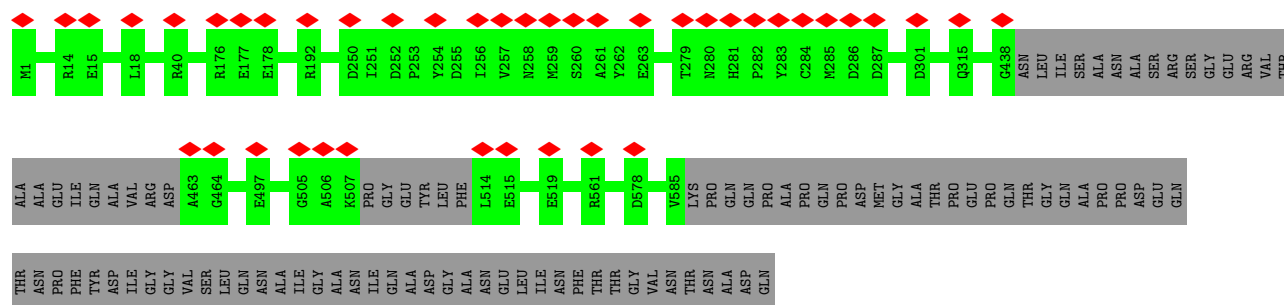 M1 R14 E15 L18 R40 R176 E177 E178 R192 D250 I251 D252 P253 Y254 D255 I256 V257 N258 M259 S260 A261 Y262 E263 T279 N280 H281 P282 Y283 C284 M285 D286 D287 D301 Q315 G438 ASN LEU ILE SER ALA ASN ALA SER ARG SER GLY GLU ARG VAL THR
ALA ALA GLU ILE GLN ALA VAL ARG ASP A463 G464 E497 G505 A506 K507 PRO GLY GLU TYR LEU PHE L514 E515 E519 R561 D578 V585 LYS PRO GLN GLN PRO ALA PRO GLN PRO ASP MET GLY ALA THR PRO GLU PRO GLN THR GLY GLN ALA PRO PRO ASP GLU GLN
THR ASN PRO PHE TYR ASP ILE GLY GLY VAL SER LEU GLN ASN ALA ILE GLY ALA ASN ILE GLN ALA ASP GLY ALA ASN GLU LEU ILE ASN PHE THR THR GLY VAL ASN THR ASN ALA ASP GLN